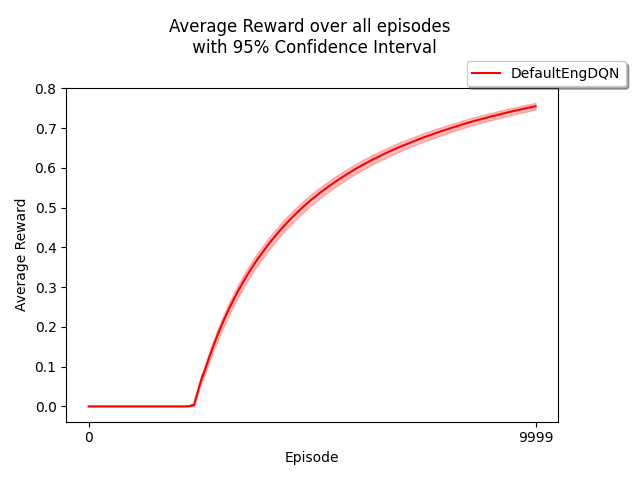 Average Reward over all episodes
with 95% Confidence Interval
DefaultEngDQN
0.8
0.7
0.6
0.5
0.4
0.3
0.2
0.1
0.0
Average Reward
0
9999
Episode